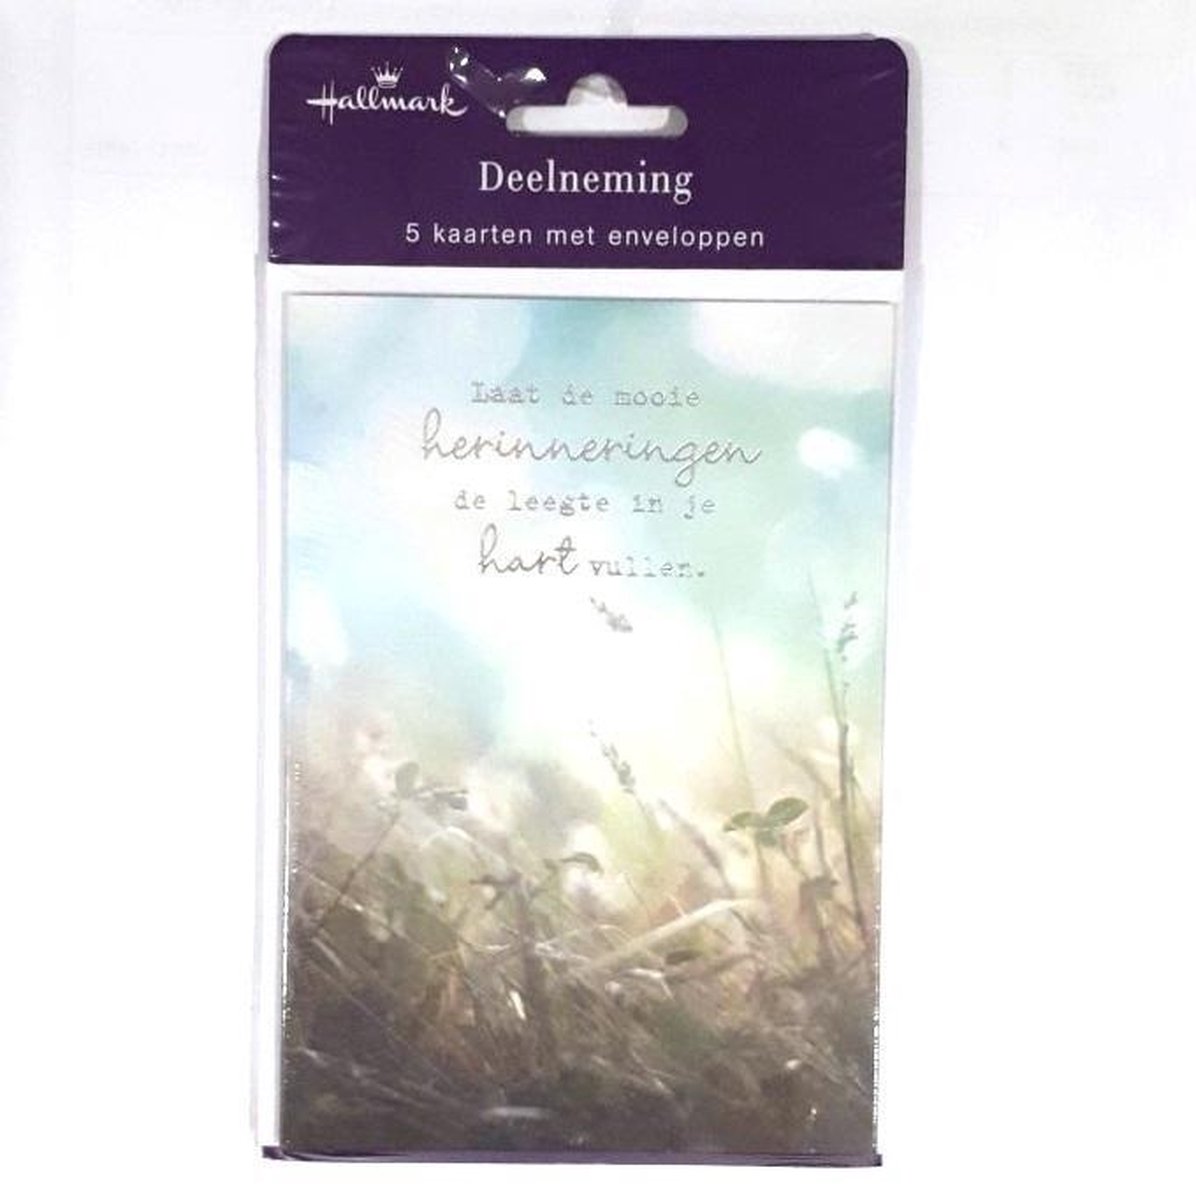 Hallmark
Deelneming
5 kaarten met enveloppen
Laat de mooie
herinneringen
de leegte in je
hart vullen.